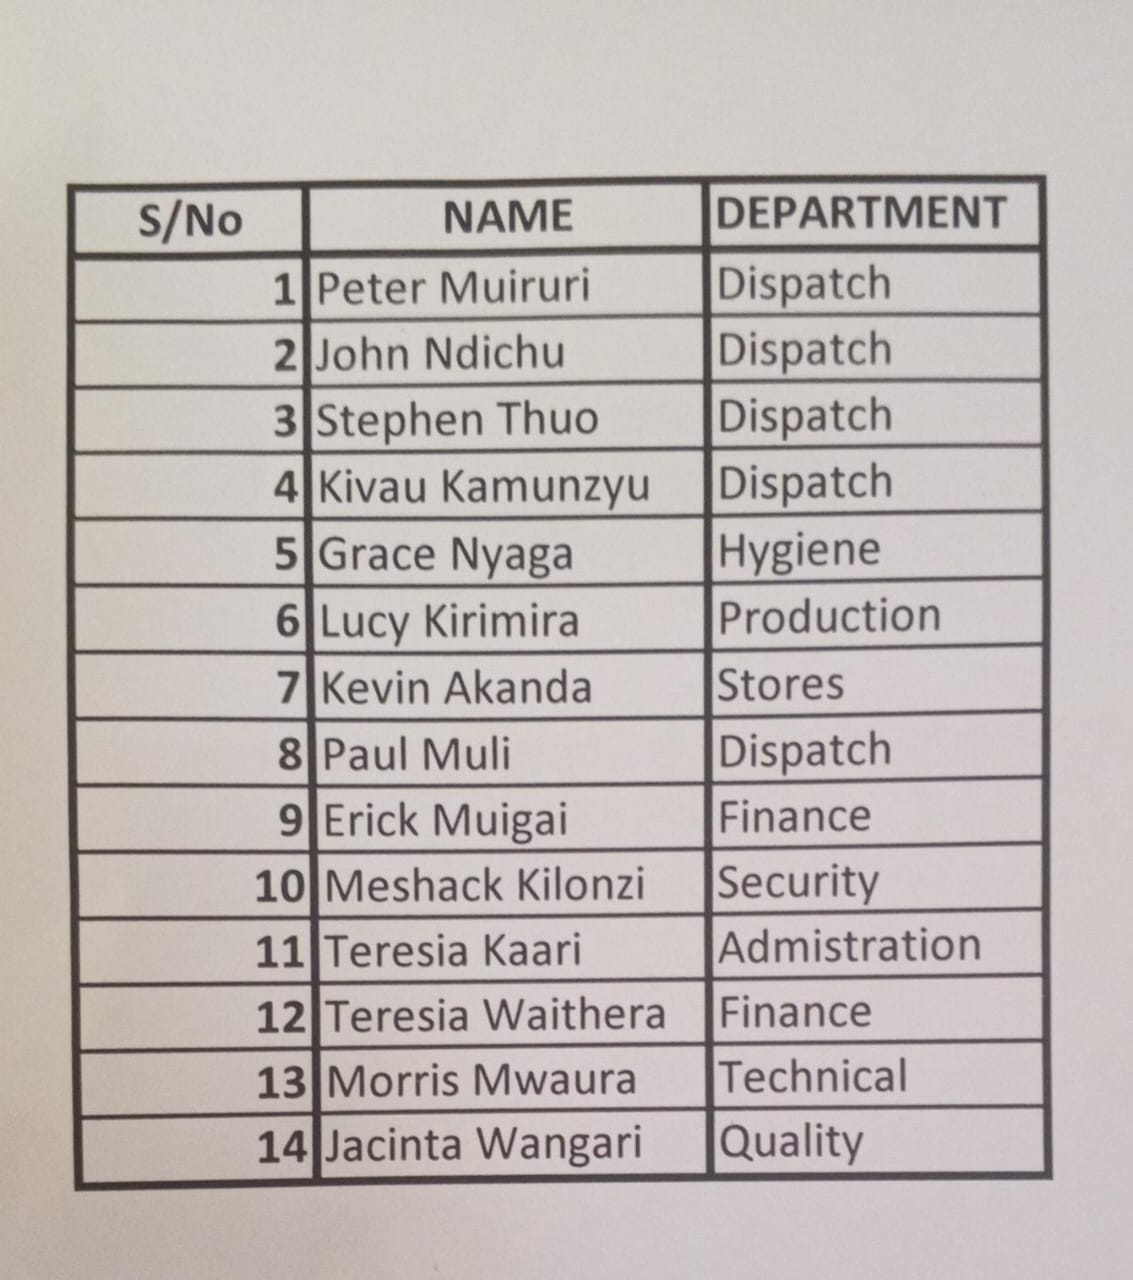 S/No NAME DEPARTMENT
1 Peter Muiruri Dispatch
2 John Ndichu Dispatch
3 Stephen Thuo Dispatch
4 Kivau Kamunzyu Dispatch
5 Grace Nyaga Hygiene
6 Lucy Kirimira Production
7 Kevin Akanda Stores
8 Paul Muli Dispatch
9 Erick Muigai Finance
10 Meshack Kilonzi Security
11 Teresia Kaari Admistration
12 Teresia Waithera Finance
13 Morris Mwaura Technical
14 Jacinta Wangari Quality